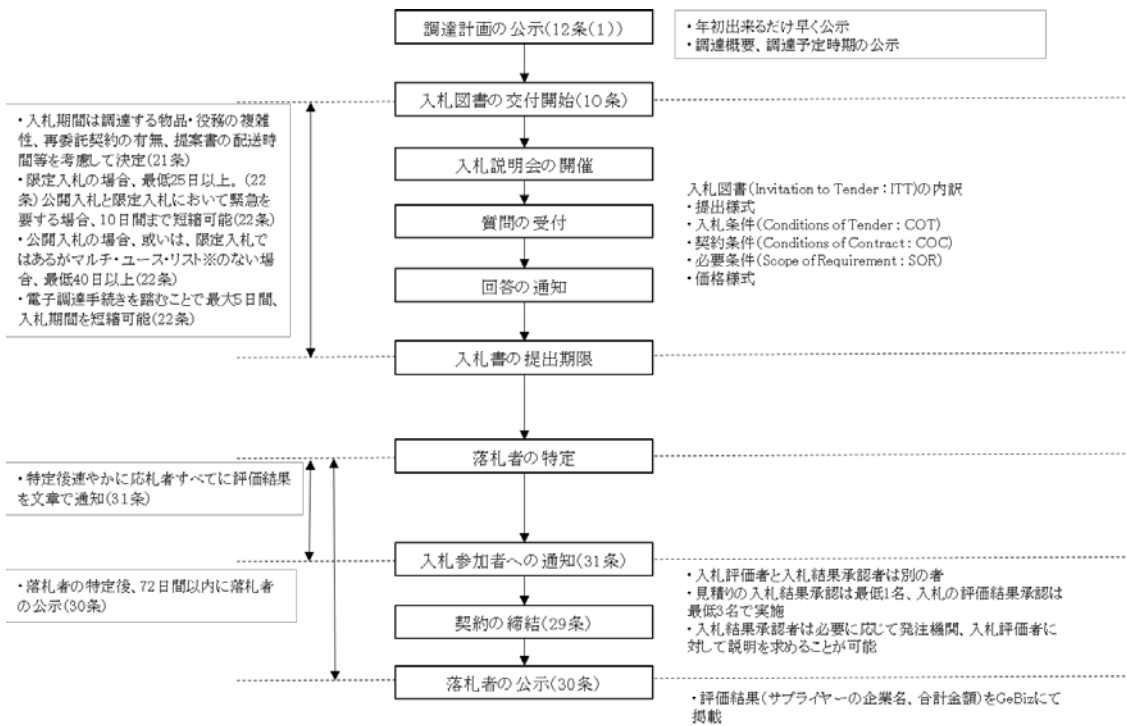 調達計画の公示(12条(1))
・年初出来るだけ早く公示
・調達概要、調達予定時期の公示
入札図書の交付開始(10条)
・入札期間は調達する物品・役務の複雑
性、再委託契約の有無、提案書の配送時
間等を考慮して決定(21条)
・限定入札の場合、最低25日以上。(22
条)公開入札と限定入札において緊急を
要する場合、10日間まで短縮可能(22条)
・公開入札の場合、或いは、限定入札で
はあるがマルチ・ユース・リスト※のない場
合、最低40日以上(22条)
・電子調達手続きを踏むことで最大5日間、
入札期間を短縮可能(22条)
入札説明会の開催
質問の受付
回答の通知
入札図書(Invitation to Tender : ITT)の内訳
・提出様式
・入札条件(Conditions of Tender : COT)
・契約条件(Conditions of Contract : COC)
・必要条件(Scope of Requirement : SOR)
・価格様式
入札書の提出期限
落札者の特定
・特定後速やかに応札者すべてに評価結果
を文章で通知(31条)
入札参加者への通知(31条)
・落札者の特定後、72日間以内に落札者
の公示(30条)
・入札評価者と入札結果承認者は別の者
・見積りの入札結果承認は最低1名、入札の評価結果承認は
最低3名で実施
・入札結果承認者は必要に応じて発注機関、入札評価者に
対して説明を求めることが可能
契約の締結(29条)
落札者の公示(30条)
・評価結果(サプライヤーの企業名、合計金額)をGeBizにて
掲載